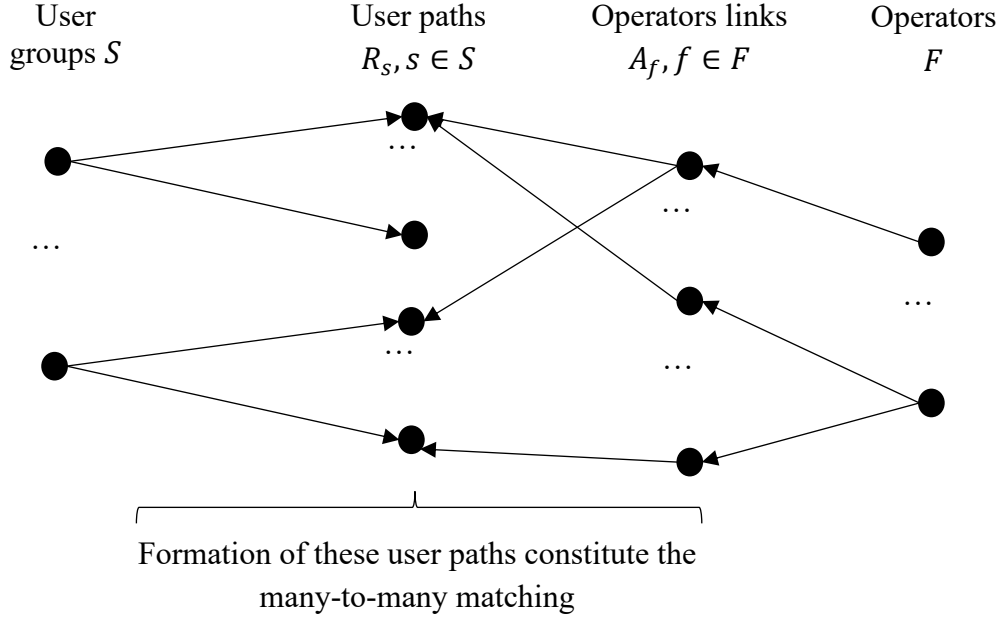 User
groups S
User paths
R_s, s ∈ S
Operators links
A_f, f ∈ F
Operators
F
…
…
…
…
…
…
Formation of these user paths constitute the
many-to-many matching